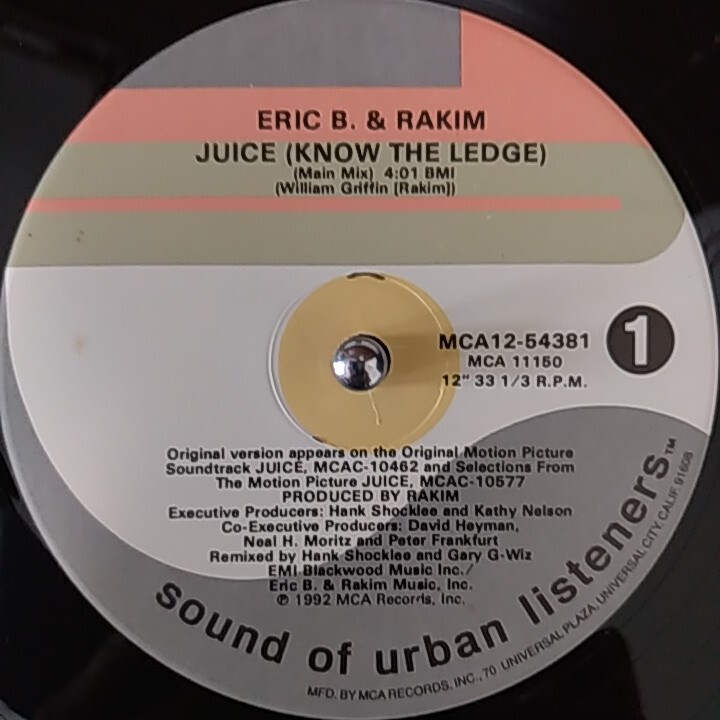 ERIC B. & RAKIM
JUICE (KNOW THE LEDGE)
(Main Mix) 4:01 BMI
(William Griffin [Rakim])
MCA12-54381
MCA 11150
12" 33 1/3 R.P.M.
1
Original version appears on the Original Motion Picture
Soundtrack JUICE, MCAC-10462 and Selections From
The Motion Picture JUICE, MCAC-10577
PRODUCED BY RAKIM
Executive Producers: Hank Shocklee and Kathy Nelson
Co-Executive Producers: David Heyman,
Neal H. Moritz and Peter Frankfurt
Remixed by Hank Shocklee and Gary G-Wiz
EMI Blackwood Music Inc./
Eric B. & Rakim Music, Inc.
℗ 1992 MCA Records, Inc.
sound of urban listeners™
MFD. BY MCA RECORDS, INC., 70 UNIVERSAL PLAZA, UNIVERSAL CITY, CALIF. 91608